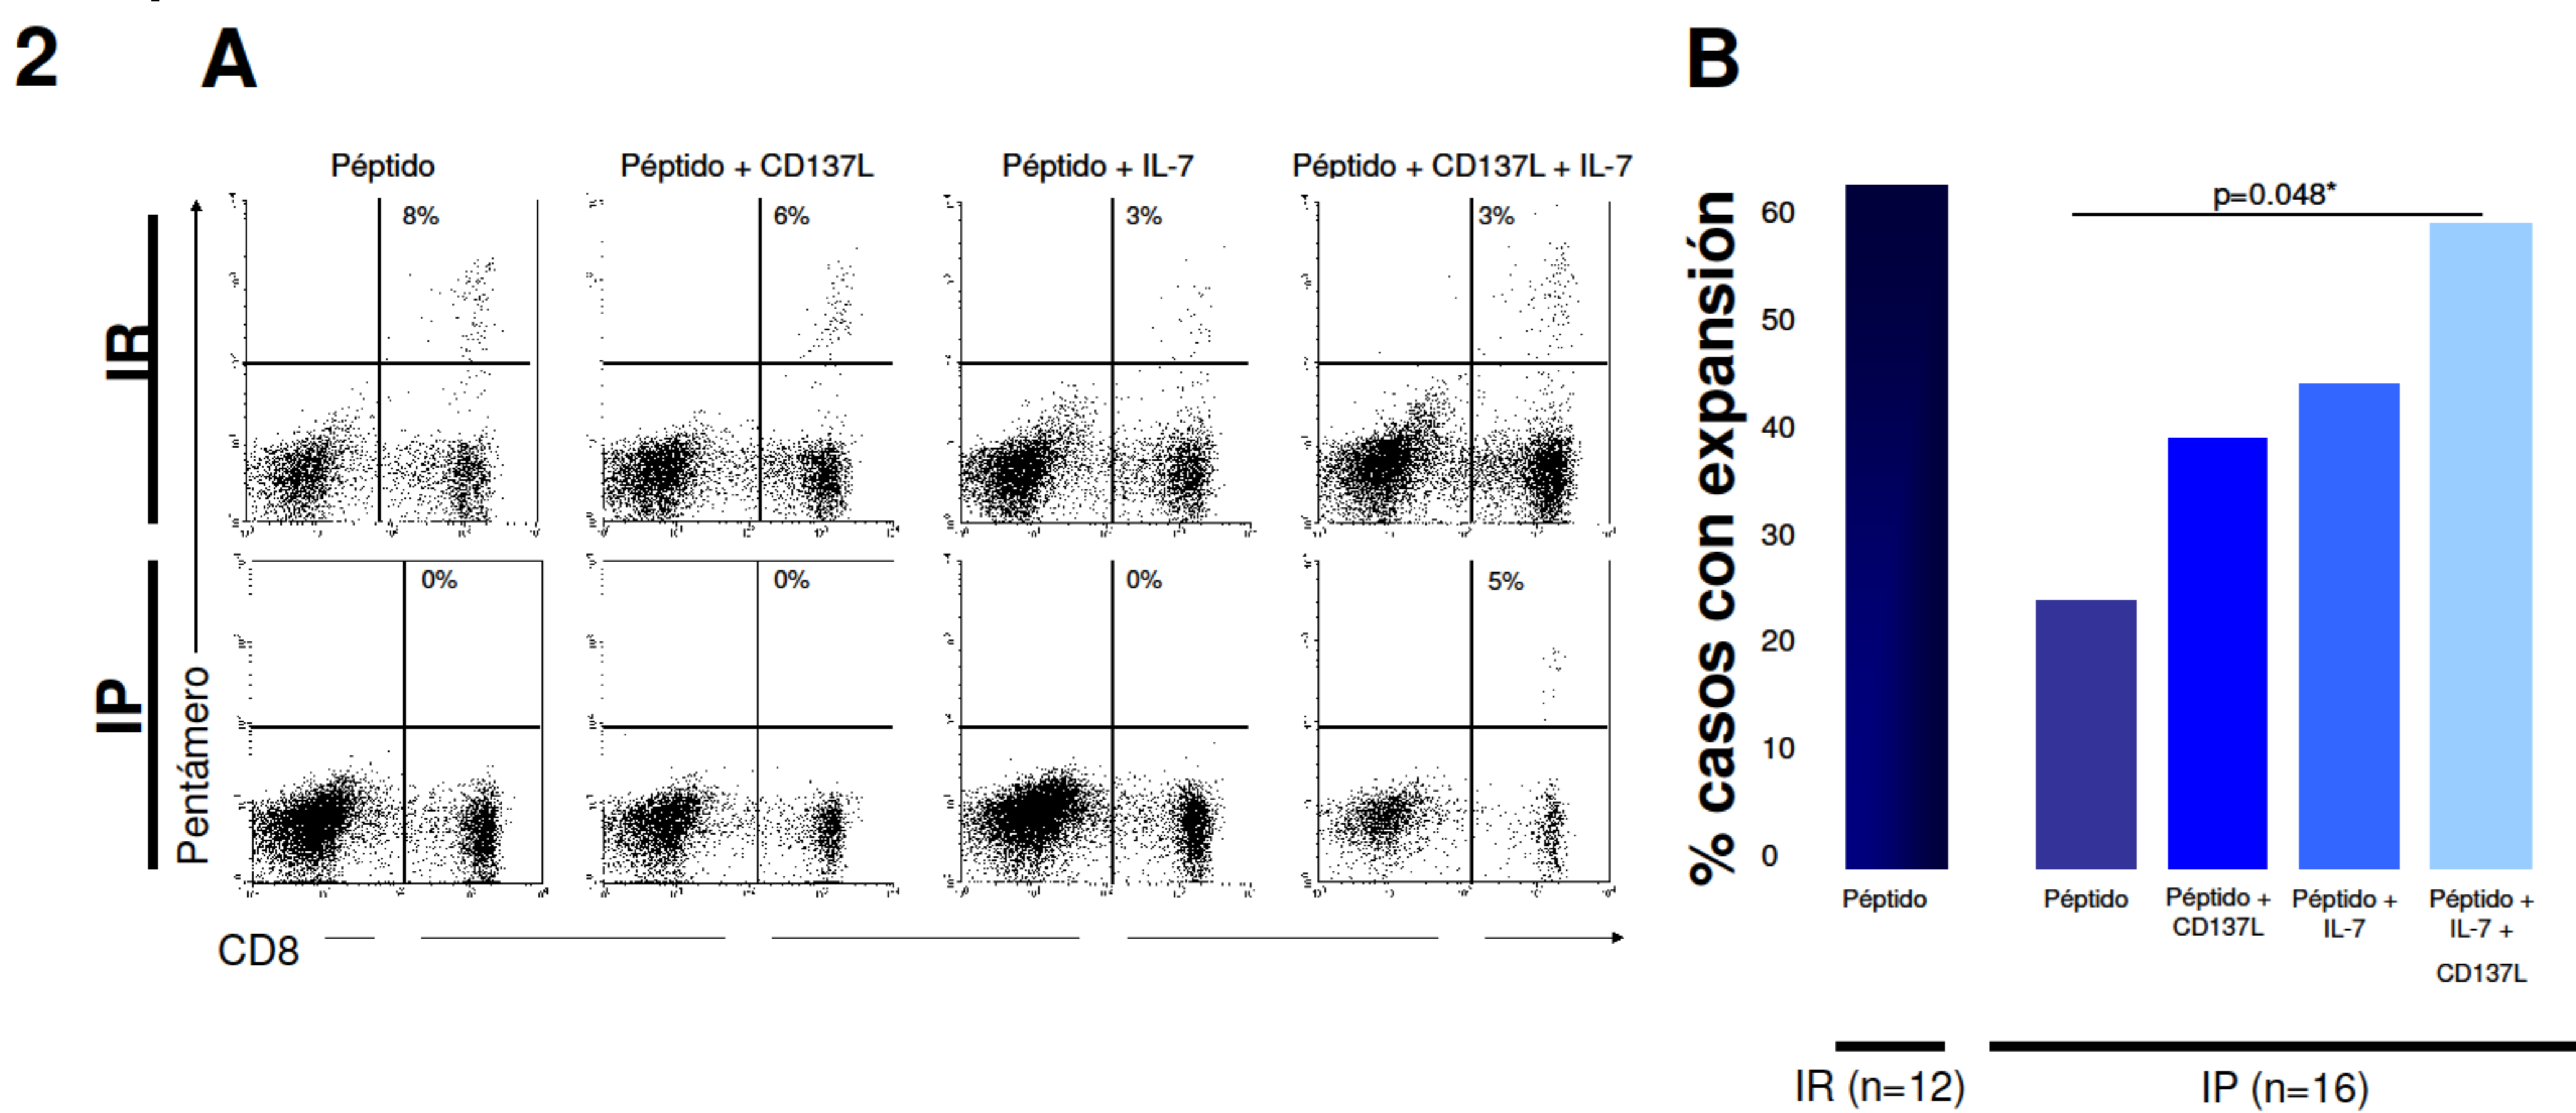 2 A B
Péptido Péptido + CD137L Péptido + IL-7 Péptido + CD137L + IL-7
IR
8% 6% 3% 3%
IP
0% 0% 0% 5%
Pentámero
CD8
% casos con expansión
p=0.048*
60
50
40
30
20
10
0
Péptido Péptido Péptido + Péptido + Péptido +
CD137L IL-7 IL-7 +
CD137L
IR (n=12) IP (n=16)